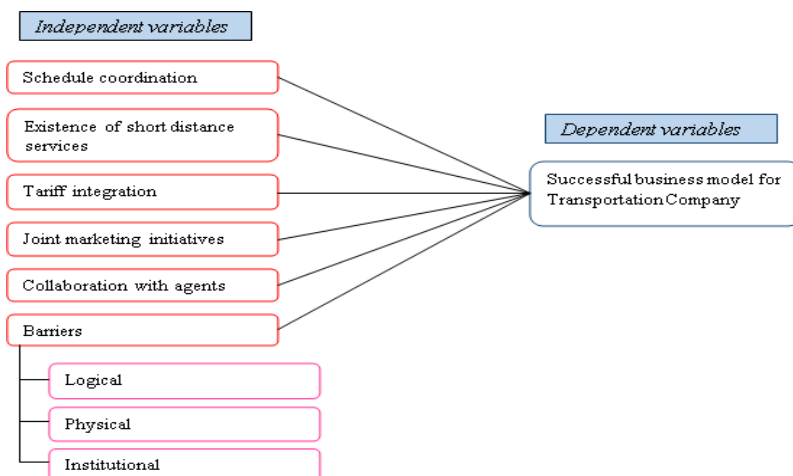 Independent variables
Schedule coordination
Existence of short distance
services
Tariff integration
Joint marketing initiatives
Collaboration with agents
Barriers
Logical
Physical
Institutional
Dependent variables
Successful business model for
Transportation Company